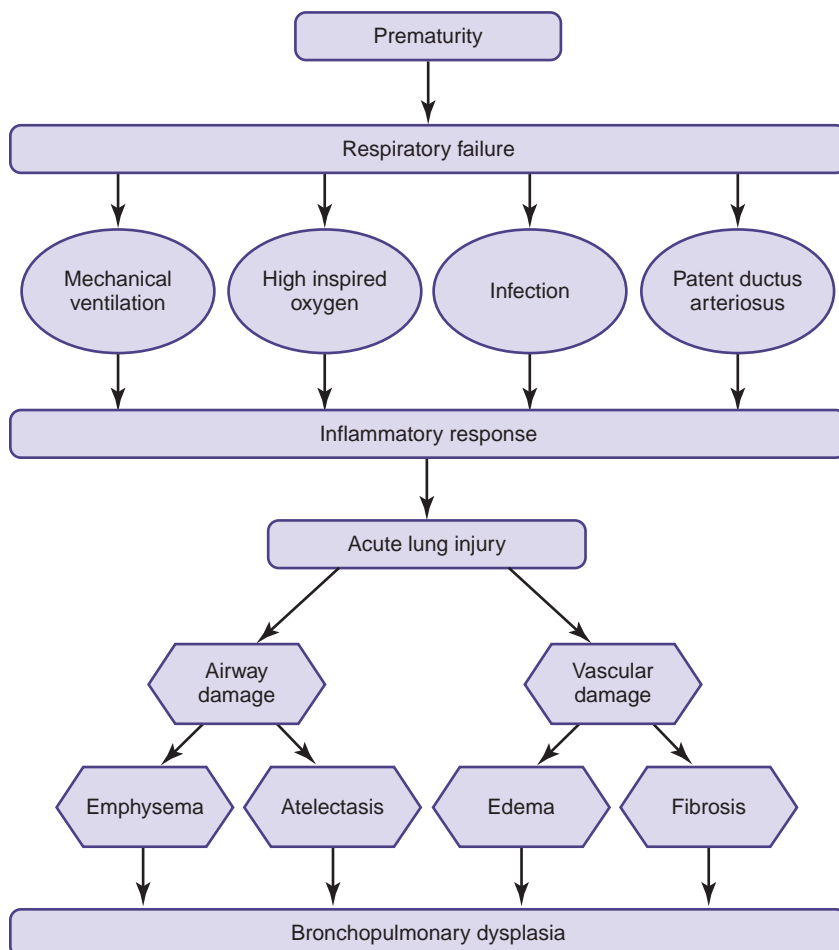 Prematurity
Respiratory failure
Mechanical
ventilation
High inspired
oxygen
Infection
Patent ductus
arteriosus
Inflammatory response
Acute lung injury
Airway
damage
Vascular
damage
Emphysema
Atelectasis
Edema
Fibrosis
Bronchopulmonary dysplasia